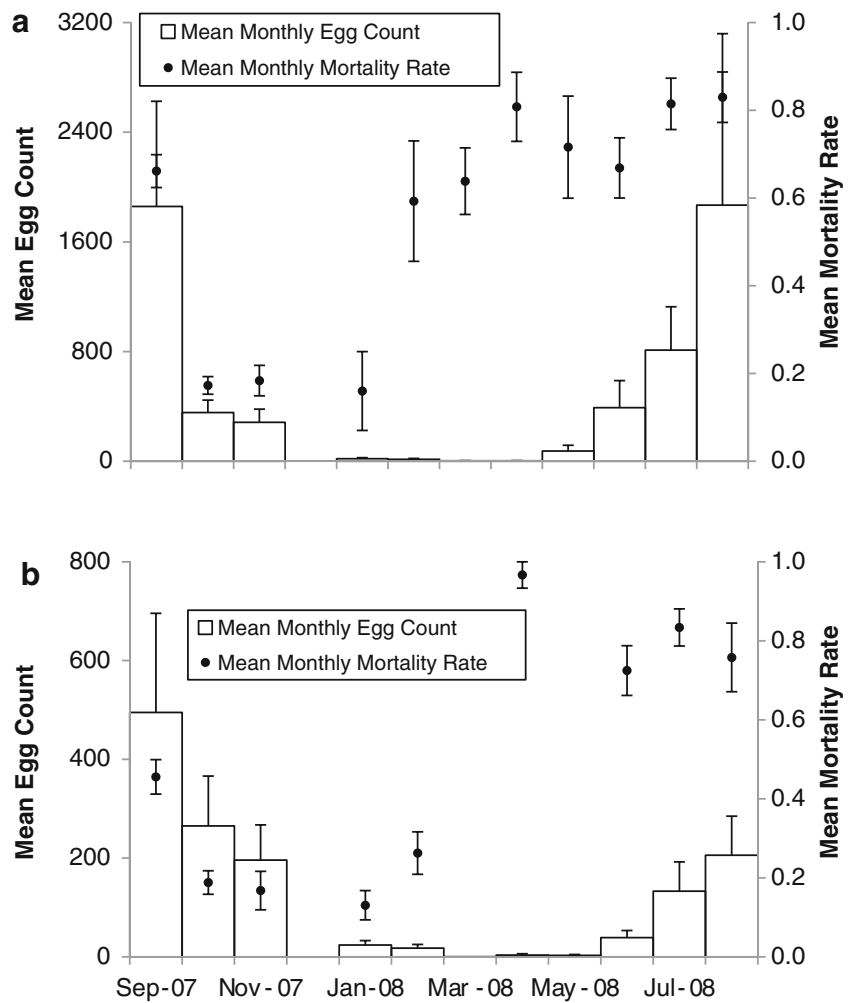 a
3200
2400
1600
800
0
Mean Egg Count
Mean Monthly Egg Count
Mean Monthly Mortality Rate
1.0
0.8
0.6
0.4
0.2
0.0
Mean Mortality Rate
b
800
600
400
200
0
Mean Egg Count
Mean Monthly Egg Count
Mean Monthly Mortality Rate
1.0
0.8
0.6
0.4
0.2
0.0
Mean Mortality Rate
Sep-07 Nov-07 Jan-08 Mar-08 May-08 Jul-08